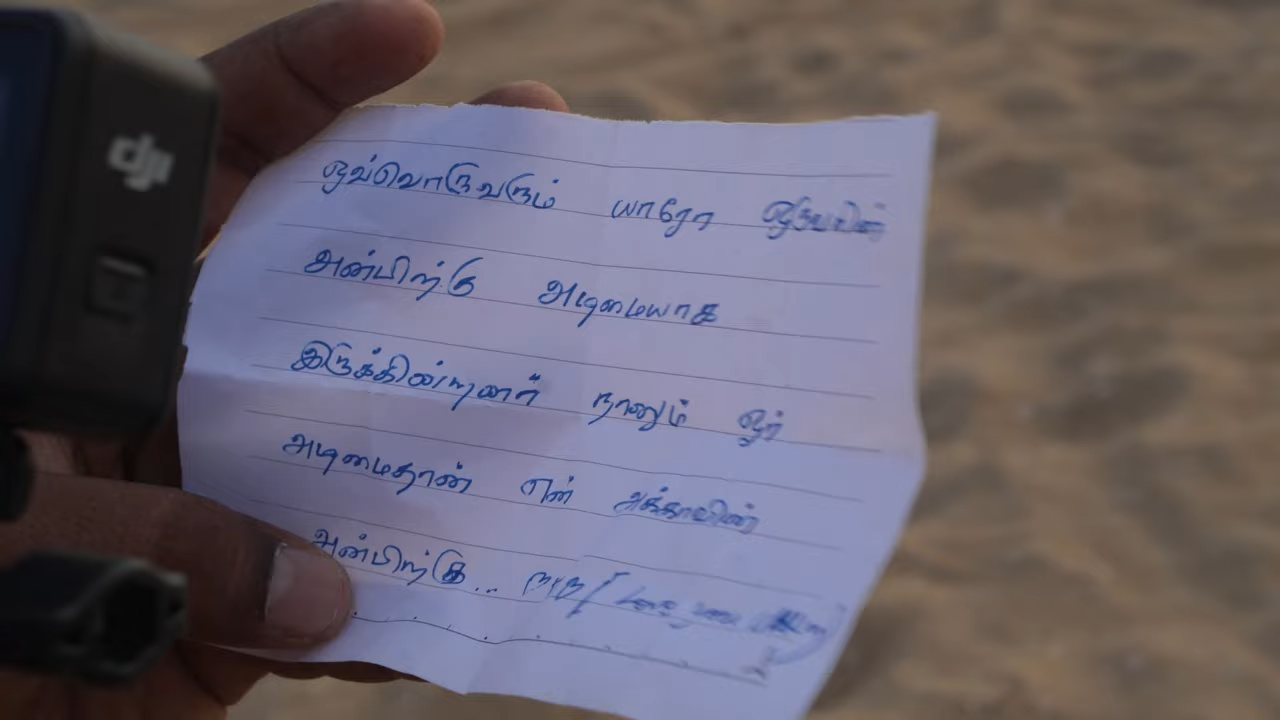 dji
ஒவ்வொருவரும் யாரோ ஒருவரின்
அன்பிற்கு அடிமையாக
இருக்கின்றனர் நானும் ஓர்
அடிமைதான் என் அக்காவின்
அன்பிற்கு...